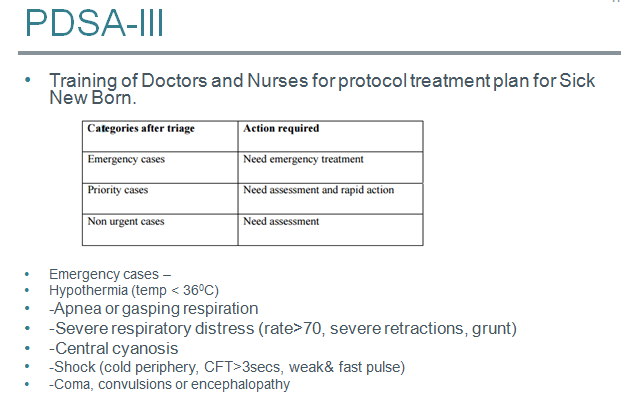 PDSA-III
• Training of Doctors and Nurses for protocol treatment plan for Sick
New Born.
Categories after triage Action required
Emergency cases Need emergency treatment
Priority cases Need assessment and rapid action
Non urgent cases Need assessment
• Emergency cases –
• Hypothermia (temp < 36⁰C)
• -Apnea or gasping respiration
• -Severe respiratory distress (rate>70, severe retractions, grunt)
• -Central cyanosis
• -Shock (cold periphery, CFT>3secs, weak& fast pulse)
• -Coma, convulsions or encephalopathy